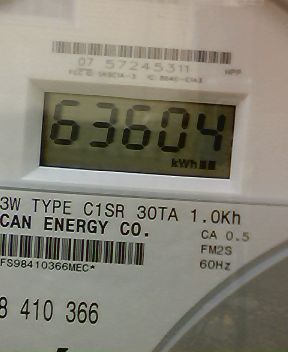 07 57245311
HPP
63604
kWh
3W TYPE C1SR 30TA 1.0Kh
CAN ENERGY CO.
CA 0.5
FM2S
FS98410366MEC*
60Hz
8 410 366